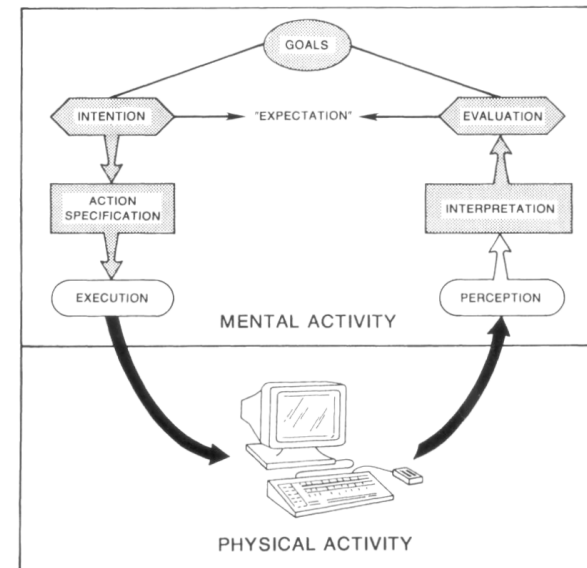 GOALS
INTENTION
"EXPECTATION"
EVALUATION
ACTION
SPECIFICATION
INTERPRETATION
EXECUTION
PERCEPTION
MENTAL ACTIVITY
PHYSICAL ACTIVITY